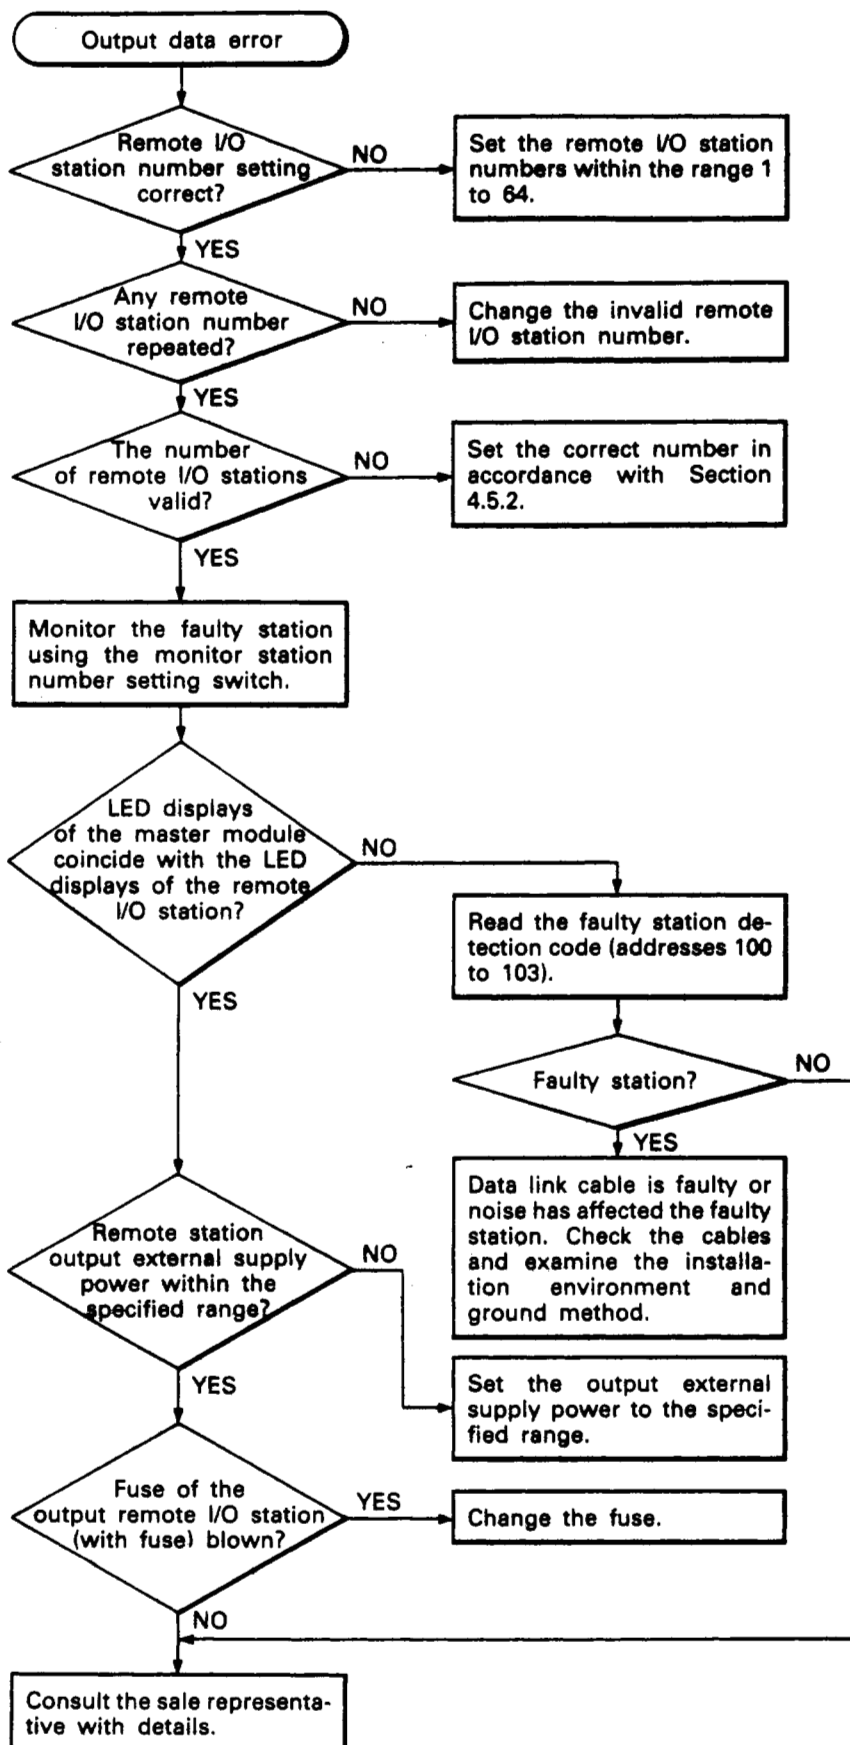 Output data error
Remote I/O
station number setting
correct?
NO
Set the remote I/O station
numbers within the range 1
to 64.
YES
Any remote
I/O station number
repeated?
NO
Change the invalid remote
I/O station number.
YES
The number
of remote I/O stations
valid?
NO
Set the correct number in
accordance with Section
4.5.2.
YES
Monitor the faulty station
using the monitor station
number setting switch.
LED displays
of the master module
coincide with the LED
displays of the remote
I/O station?
NO
Read the faulty station de-
tection code (addresses 100
to 103).
YES
Faulty station?
NO
YES
Data link cable is faulty or
noise has affected the faulty
station. Check the cables
and examine the installa-
tion environment and
ground method.
Remote station
output external supply
power within the
specified range?
NO
Set the output external
supply power to the speci-
fied range.
YES
Fuse of the
output remote I/O station
(with fuse) blown?
YES
Change the fuse.
NO
Consult the sale representa-
tive with details.